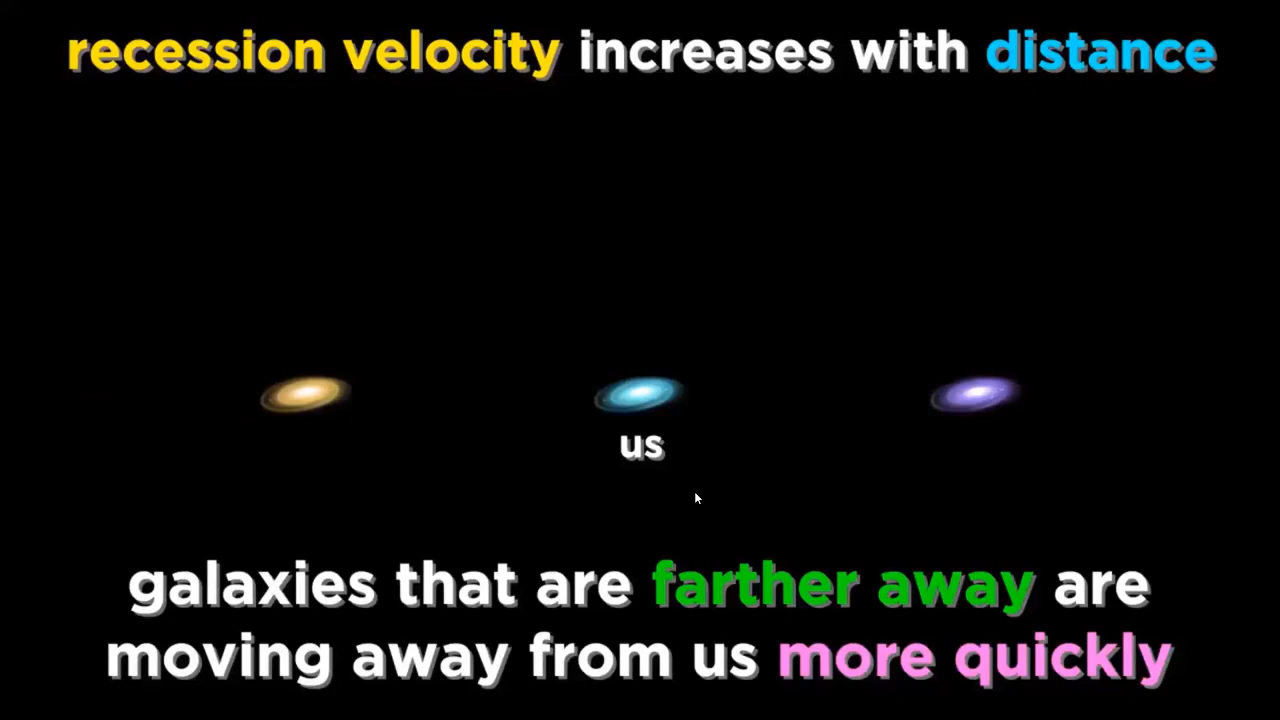 recession velocity increases with distance
us
galaxies that are farther away are
moving away from us more quickly